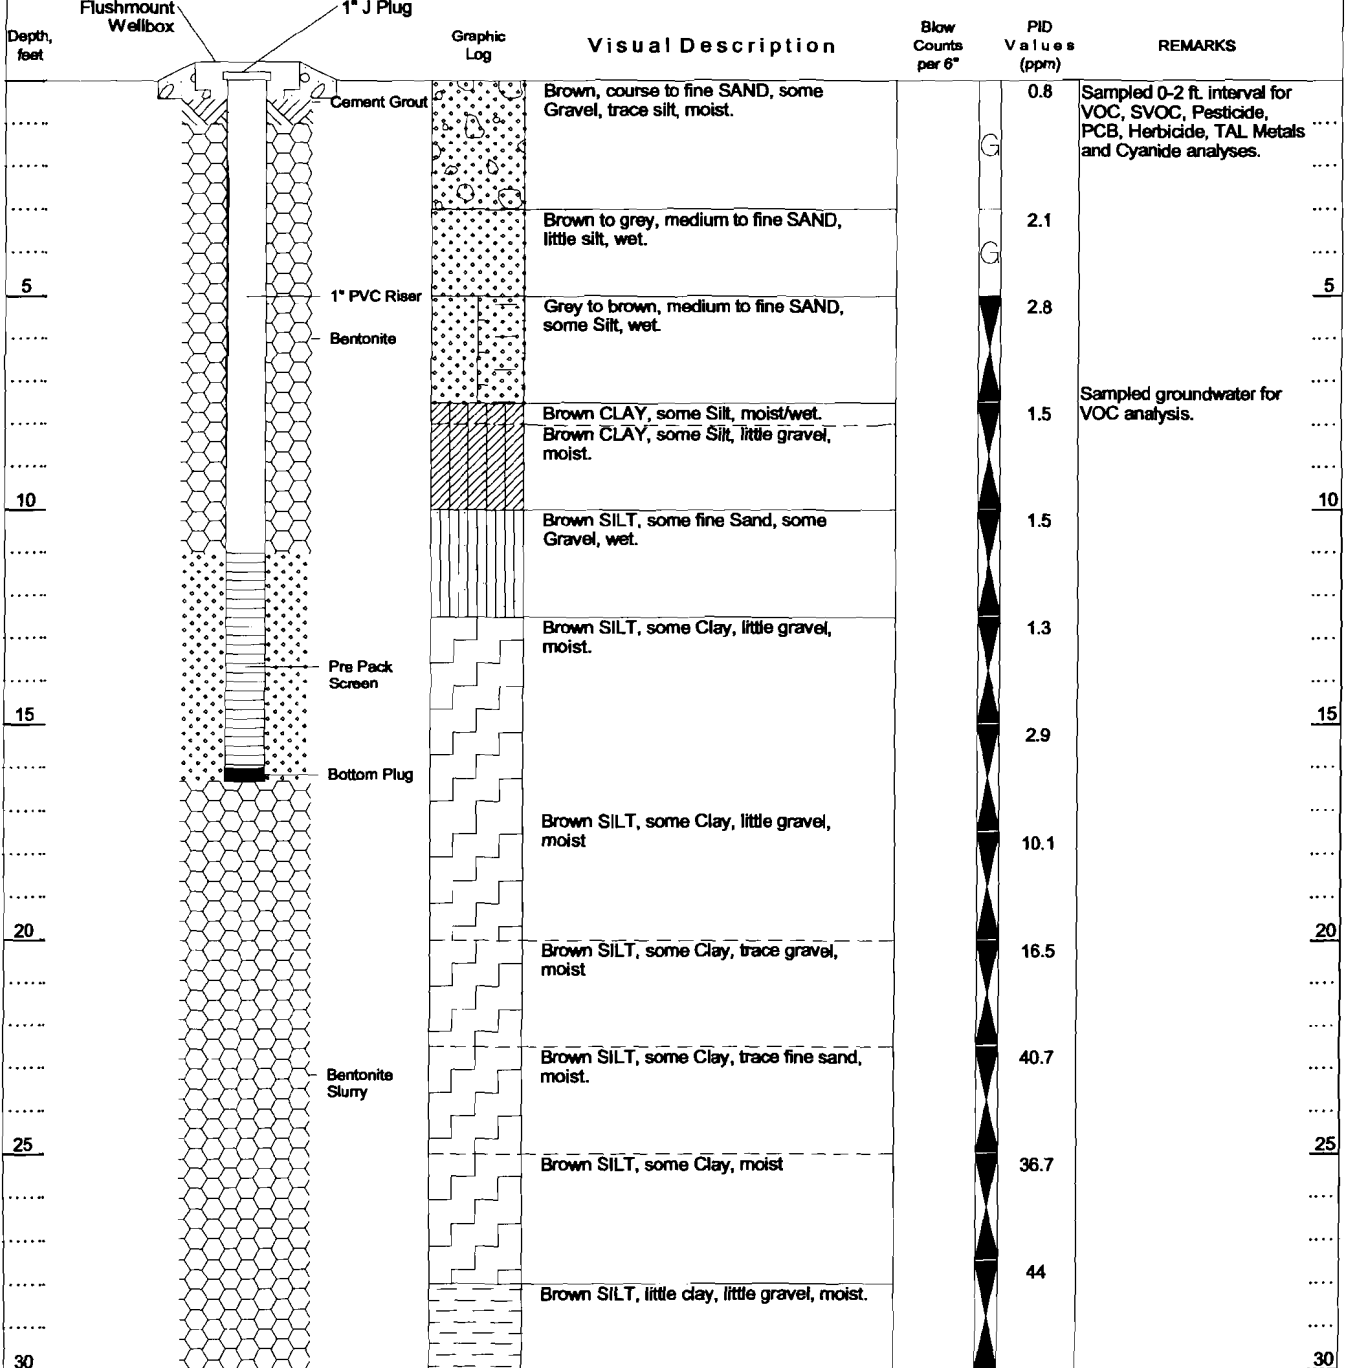 Flushmount
Wellbox
1" J Plug
Depth,
feet
Graphic
Log
Visual Description
Blow
Counts
per 6"
PID
Values
(ppm)
REMARKS
Cement Grout
Brown, course to fine SAND, some
Gravel, trace silt, moist.
G
0.8
Sampled 0-2 ft. interval for
VOC, SVOC, Pesticide,
PCB, Herbicide, TAL Metals
and Cyanide analyses.
Brown to grey, medium to fine SAND,
little silt, wet.
G
2.1
5
1" PVC Riser
Bentonite
Grey to brown, medium to fine SAND,
some Silt, wet.
2.8
5
Brown CLAY, some Silt, moist/wet.
Brown CLAY, some Silt, little gravel,
moist.
1.5
Sampled groundwater for
VOC analysis.
10
Brown SILT, some fine Sand, some
Gravel, wet.
1.5
10
Brown SILT, some Clay, little gravel,
moist.
1.3
Pre Pack
Screen
15
2.9
15
Bottom Plug
Brown SILT, some Clay, little gravel,
moist
10.1
20
Brown SILT, some Clay, trace gravel,
moist
16.5
20
Brown SILT, some Clay, trace fine sand,
moist.
40.7
Bentonite
Slurry
25
Brown SILT, some Clay, moist
36.7
25
44
Brown SILT, little clay, little gravel, moist.
30
30